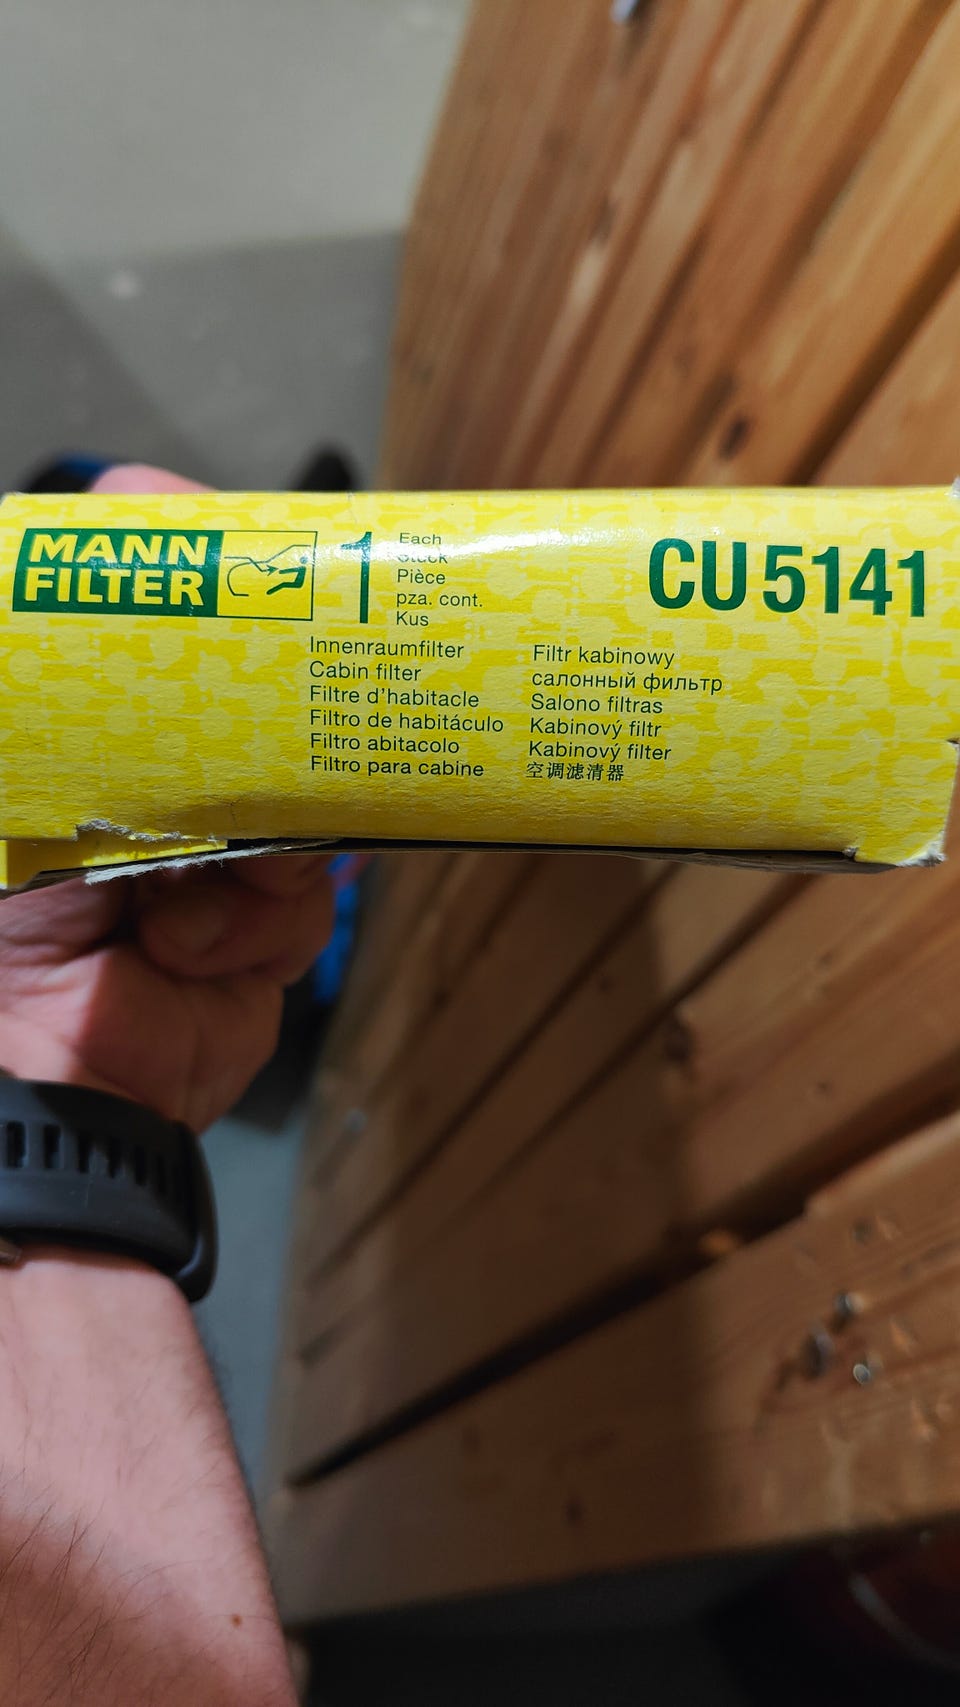 MANN
FILTER
1
Each
Stück
Pièce
pza. cont.
Kus
CU 5141
Innenraumfilter
Cabin filter
Filtre d'habitacle
Filtro de habitáculo
Filtro abitacolo
Filtro para cabine
Filtr kabinowy
салонный фильтр
Salono filtras
Kabinový filtr
Kabinový filter
空调滤清器